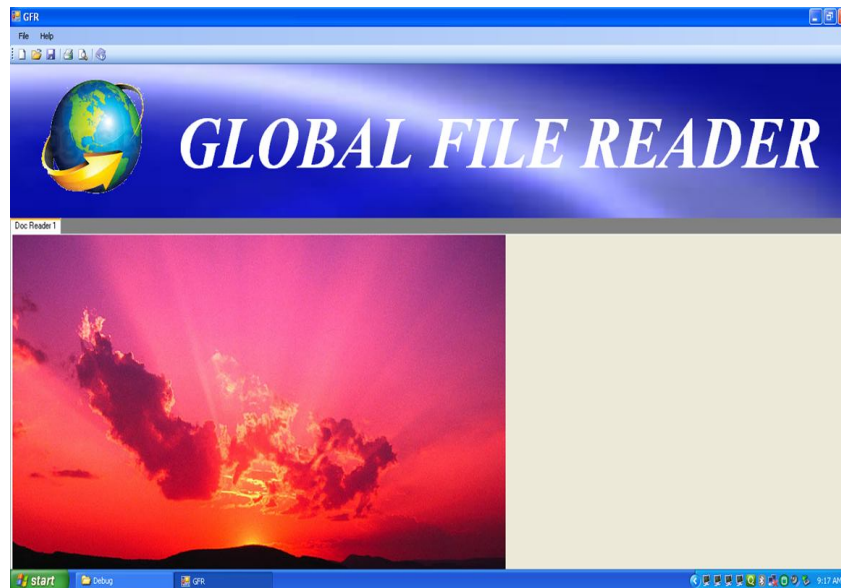 GFR
File Help
GLOBAL FILE READER
Doc Reader 1
start Debug GFR 9:17 AM